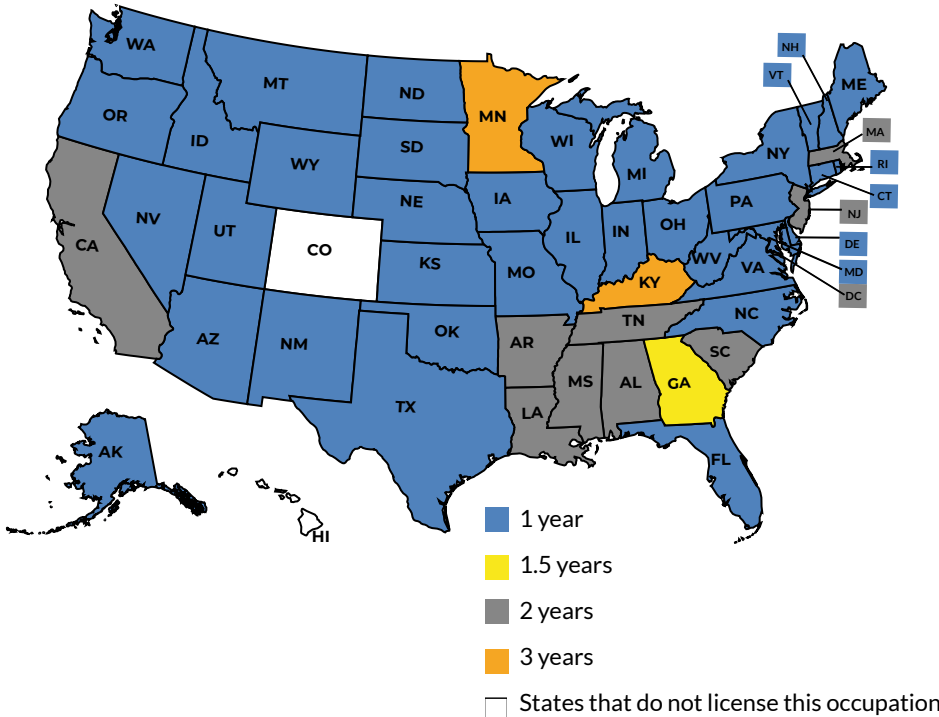 WA
MT
ND
MN
OR
ID
WY
SD
WI
MI
NH
VT
ME
MA
NY
RI
CT
NV
UT
CO
NE
IA
PA
NJ
CA
KS
MO
IL
IN
OH
WV
VA
DE
MD
DC
KY
AZ
NM
OK
AR
TN
NC
SC
MS
AL
GA
TX
LA
FL
AK
HI
1 year
1.5 years
2 years
3 years
States that do not license this occupation